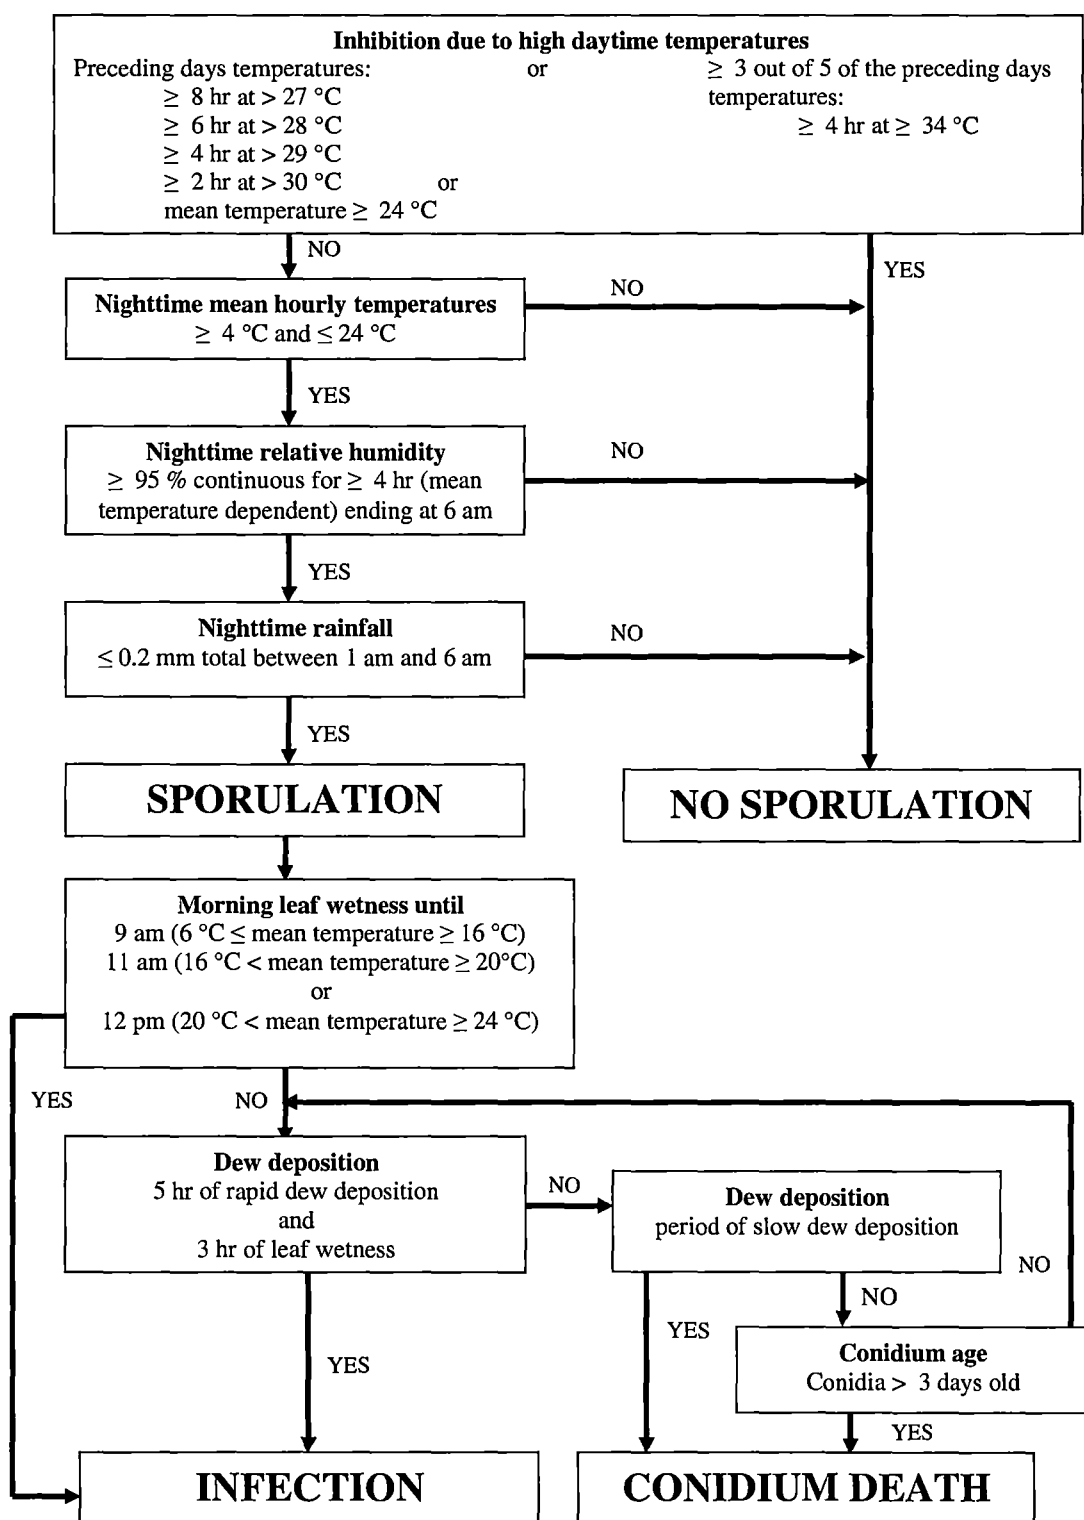 Inhibition due to high daytime temperatures
Preceding days temperatures: or ≥ 3 out of 5 of the preceding days
≥ 8 hr at > 27 °C temperatures:
≥ 6 hr at > 28 °C ≥ 4 hr at ≥ 34 °C
≥ 4 hr at > 29 °C
≥ 2 hr at > 30 °C or
mean temperature ≥ 24 °C
NO
YES
Nighttime mean hourly temperatures
≥ 4 °C and ≤ 24 °C
NO
YES
Nighttime relative humidity
≥ 95 % continuous for ≥ 4 hr (mean
temperature dependent) ending at 6 am
NO
YES
Nighttime rainfall
≤ 0.2 mm total between 1 am and 6 am
NO
YES
SPORULATION
NO SPORULATION
Morning leaf wetness until
9 am (6 °C ≤ mean temperature ≥ 16 °C)
11 am (16 °C < mean temperature ≥ 20°C)
or
12 pm (20 °C < mean temperature ≥ 24 °C)
YES
NO
Dew deposition
5 hr of rapid dew deposition
and
3 hr of leaf wetness
NO
Dew deposition
period of slow dew deposition
NO
NO
YES
YES
Conidium age
Conidia > 3 days old
YES
INFECTION
CONIDIUM DEATH